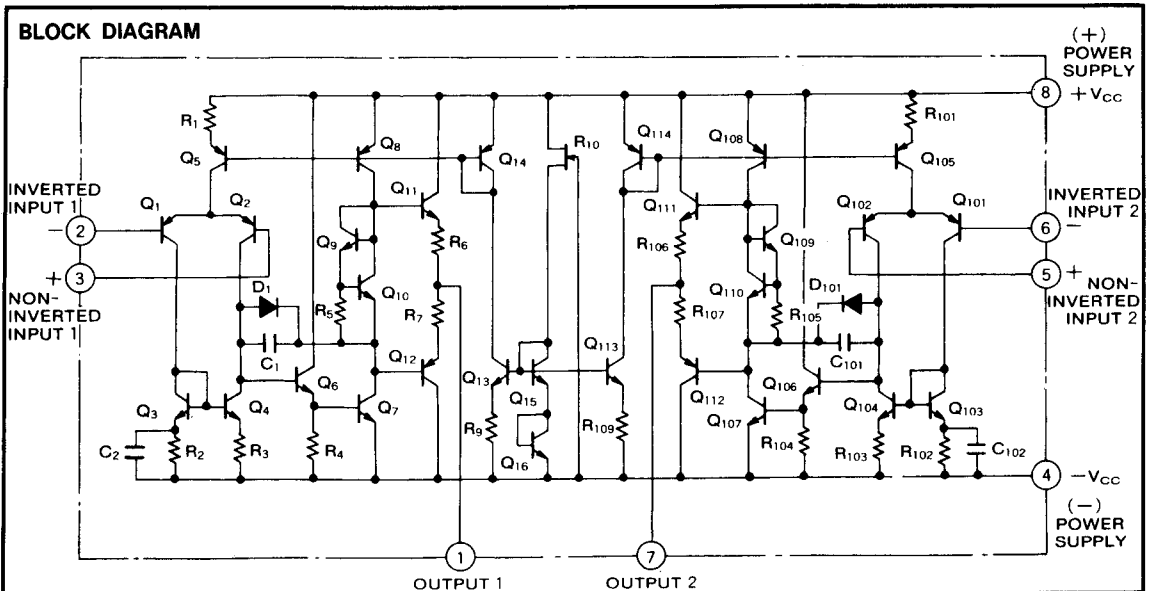 BLOCK DIAGRAM
(+)
POWER
SUPPLY
8
+VCC
R1
Q5
Q8
Q14
R10
Q114
Q108
R101
Q105
INVERTED
INPUT 1
− 2
Q1
Q2
Q11
Q111
Q102
Q101
INVERTED
INPUT 2
6
−
+
3
NON-
INVERTED
INPUT 1
Q9
R6
R106
Q109
5
+
NON-
INVERTED
INPUT 2
D1
Q10
R5
R7
Q110
R107
R105
D101
C1
C101
Q12
Q13
Q15
Q113
Q112
Q106
Q3
Q4
Q6
Q7
Q107
Q104
Q103
C2
R2
R3
R4
R9
Q16
R109
R104
R103
R102
C102
4
−VCC
(−)
POWER
SUPPLY
1
7
OUTPUT 1
OUTPUT 2